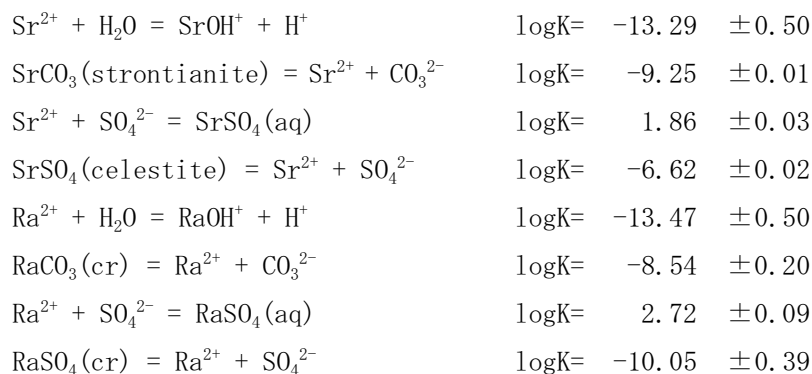 Sr²⁺ + H₂O = SrOH⁺ + H⁺ logK= -13.29 ±0.50
SrCO₃(strontianite) = Sr²⁺ + CO₃²⁻ logK= -9.25 ±0.01
Sr²⁺ + SO₄²⁻ = SrSO₄(aq) logK= 1.86 ±0.03
SrSO₄(celestite) = Sr²⁺ + SO₄²⁻ logK= -6.62 ±0.02
Ra²⁺ + H₂O = RaOH⁺ + H⁺ logK= -13.47 ±0.50
RaCO₃(cr) = Ra²⁺ + CO₃²⁻ logK= -8.54 ±0.20
Ra²⁺ + SO₄²⁻ = RaSO₄(aq) logK= 2.72 ±0.09
RaSO₄(cr) = Ra²⁺ + SO₄²⁻ logK= -10.05 ±0.39